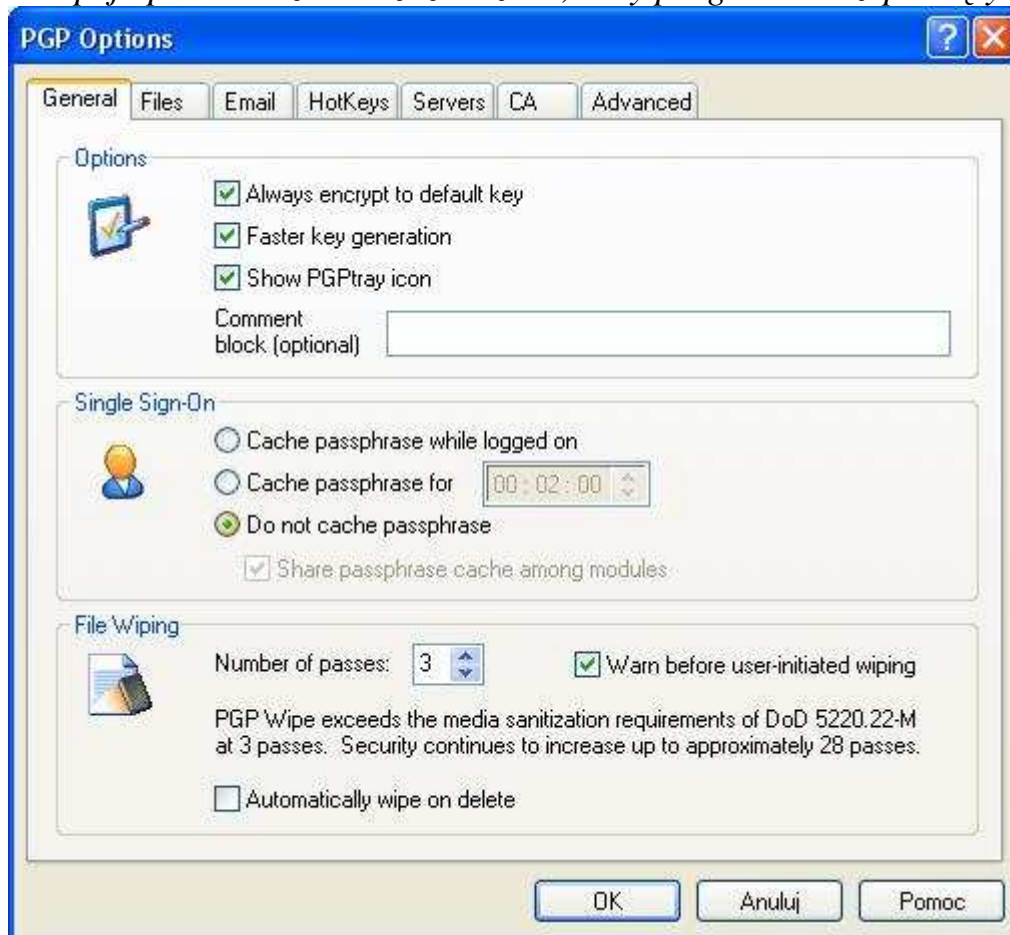 PGP Options
General Files Email HotKeys Servers CA Advanced
Options
Always encrypt to default key
Faster key generation
Show PGPtray icon
Comment
block (optional)
Single Sign-On
Cache passphrase while logged on
Cache passphrase for 00 : 02 : 00
Do not cache passphrase
Share passphrase cache among modules
File Wiping
Number of passes: 3 Warn before user-initiated wiping
PGP Wipe exceeds the media sanitization requirements of DoD 5220.22-M
at 3 passes. Security continues to increase up to approximately 28 passes.
Automatically wipe on delete
OK Anuluj Pomoc